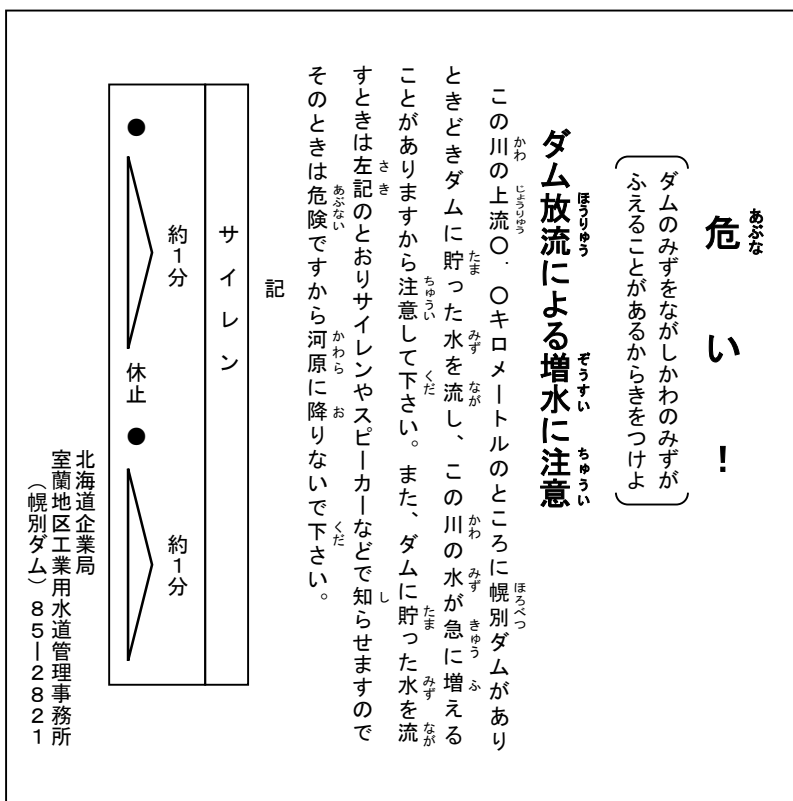 危い！
ダムのみずをながしかわのみずが
ふえることがあるからきをつけよ
ダム放流による増水に注意
この川の上流〇．〇キロメートルのところに幌別ダムがあり
ときどきダムに貯った水を流し、この川の水が急に増える
ことがありますから注意して下さい。また、ダムに貯った水を流
すときは左記のとおりサイレンやスピーカーなどで知らせますので
そのときは危険ですから河原に降りないで下さい。
記
サイレン
約1分
休止
約1分
北海道企業局
室蘭地区工業用水道管理事務所
（幌別ダム）８５ー２８２１